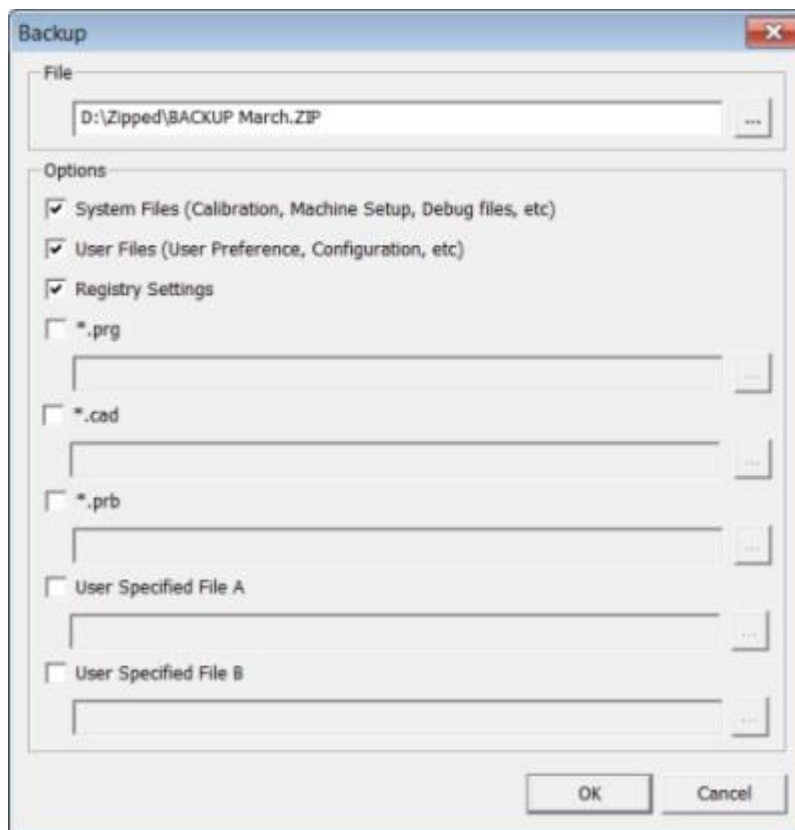 Backup
File
D:\Zipped\BACKUP March.ZIP
...
Options
System Files (Calibration, Machine Setup, Debug files, etc)
User Files (User Preference, Configuration, etc)
Registry Settings
*.prg
...
*.cad
...
*.prb
...
User Specified File A
...
User Specified File B
...
OK
Cancel